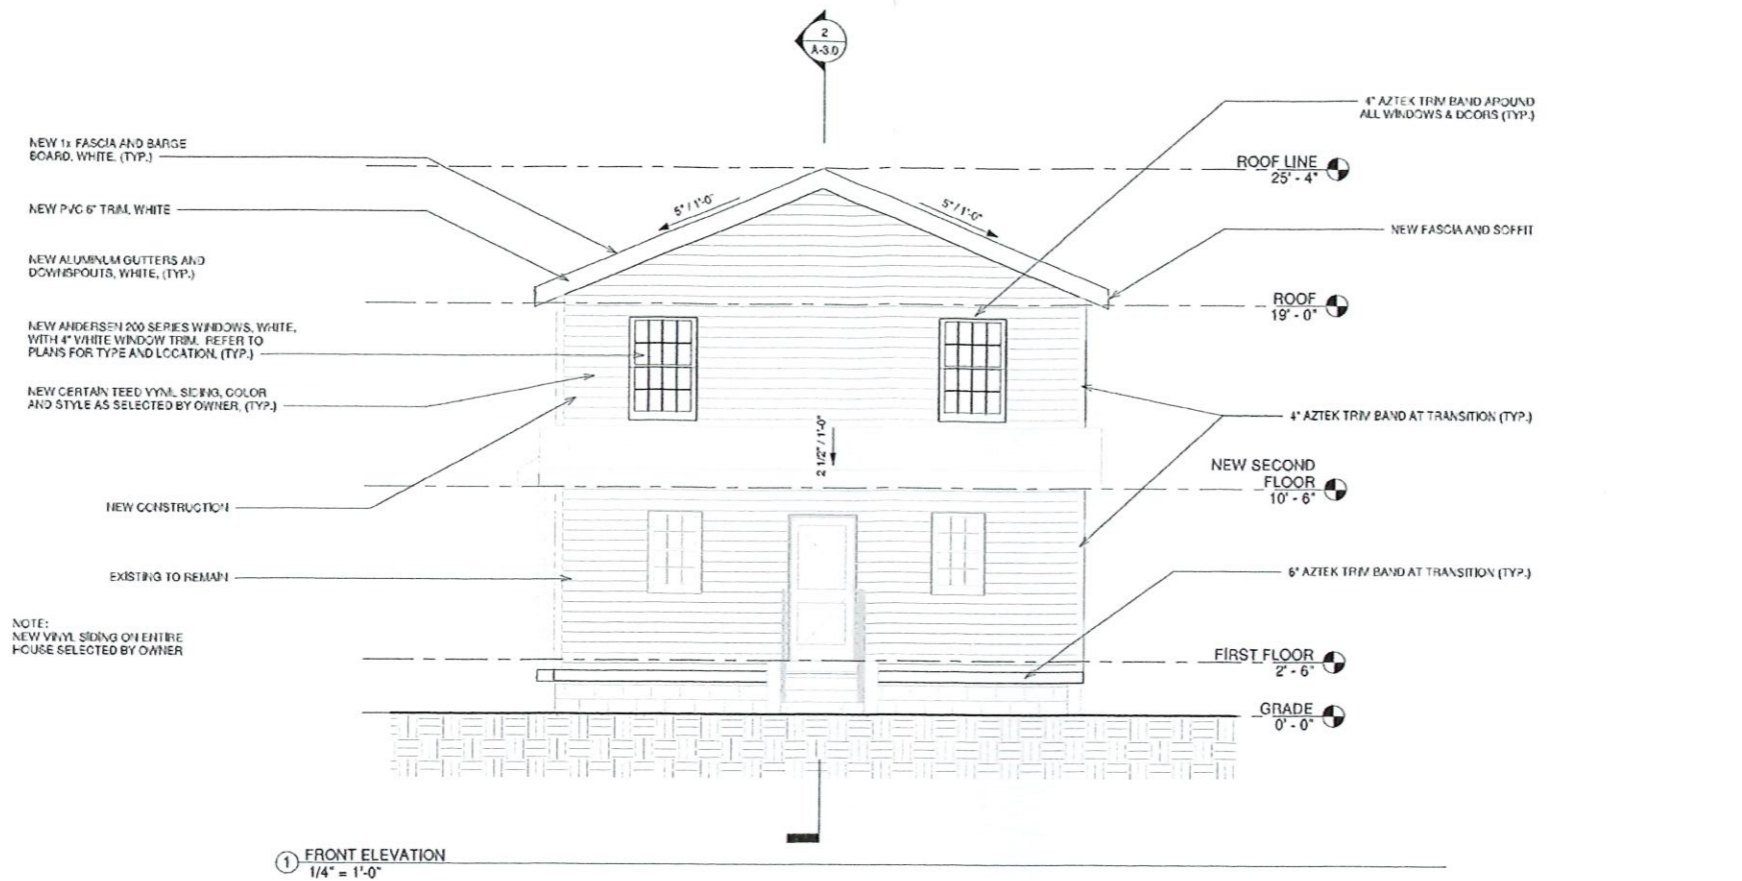 2
A-3.0
4" AZTEK TRIM BAND AROUND
ALL WINDOWS & DOORS (TYP.)
NEW 1x FASCIA AND BARGE
BOARD, WHITE, (TYP.)
ROOF LINE
25' - 4"
5" / 1'-0"
5" / 1'-0"
NEW PVC 6" TRIM, WHITE
NEW FASCIA AND SOFFIT
NEW ALUMINUM GUTTERS AND
DOWNSPOUTS, WHITE, (TYP.)
ROOF
19' - 0"
NEW ANDERSEN 200 SERIES WINDOWS, WHITE,
WITH 4" WHITE WINDOW TRIM. REFER TO
PLANS FOR TYPE AND LOCATION, (TYP.)
NEW CERTAIN TEED VYNIL SIDING, COLOR
AND STYLE AS SELECTED BY OWNER, (TYP.)
4" AZTEK TRIM BAND AT TRANSITION (TYP.)
2 1/2" / 1'-0"
NEW SECOND
FLOOR
10' - 6"
NEW CONSTRUCTION
EXISTING TO REMAIN
6" AZTEK TRIM BAND AT TRANSITION (TYP.)
NOTE:
NEW VINYL SIDING ON ENTIRE
HOUSE SELECTED BY OWNER
FIRST FLOOR
2' - 6"
GRADE
0' - 0"
1
FRONT ELEVATION
1/4" = 1'-0"